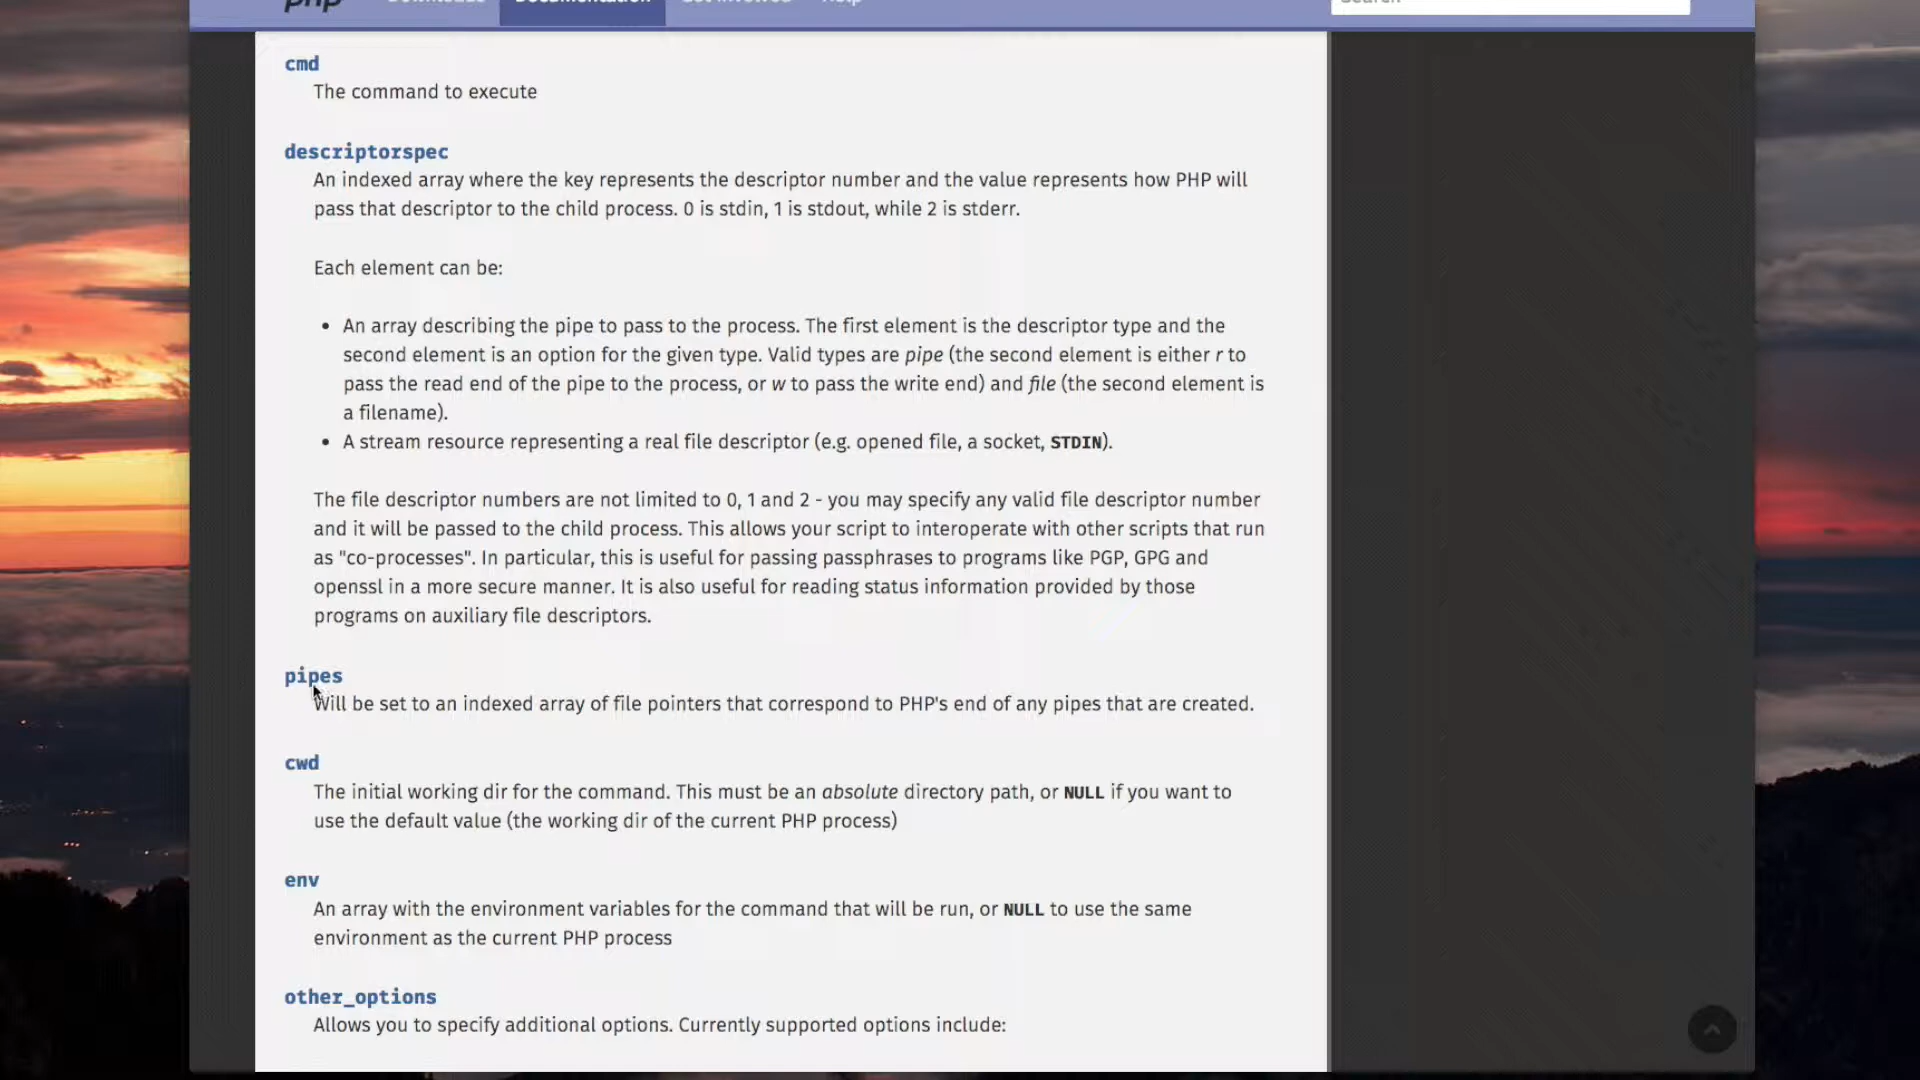 php Downloads Documentation Get Involved Help Search
cmd
The command to execute
descriptorspec
An indexed array where the key represents the descriptor number and the value represents how PHP will
pass that descriptor to the child process. 0 is stdin, 1 is stdout, while 2 is stderr.
Each element can be:
• An array describing the pipe to pass to the process. The first element is the descriptor type and the
second element is an option for the given type. Valid types are pipe (the second element is either r to
pass the read end of the pipe to the process, or w to pass the write end) and file (the second element is
a filename).
• A stream resource representing a real file descriptor (e.g. opened file, a socket, STDIN).
The file descriptor numbers are not limited to 0, 1 and 2 - you may specify any valid file descriptor number
and it will be passed to the child process. This allows your script to interoperate with other scripts that run
as "co-processes". In particular, this is useful for passing passphrases to programs like PGP, GPG and
openssl in a more secure manner. It is also useful for reading status information provided by those
programs on auxiliary file descriptors.
pipes
Will be set to an indexed array of file pointers that correspond to PHP's end of any pipes that are created.
cwd
The initial working dir for the command. This must be an absolute directory path, or NULL if you want to
use the default value (the working dir of the current PHP process)
env
An array with the environment variables for the command that will be run, or NULL to use the same
environment as the current PHP process
other_options
Allows you to specify additional options. Currently supported options include: